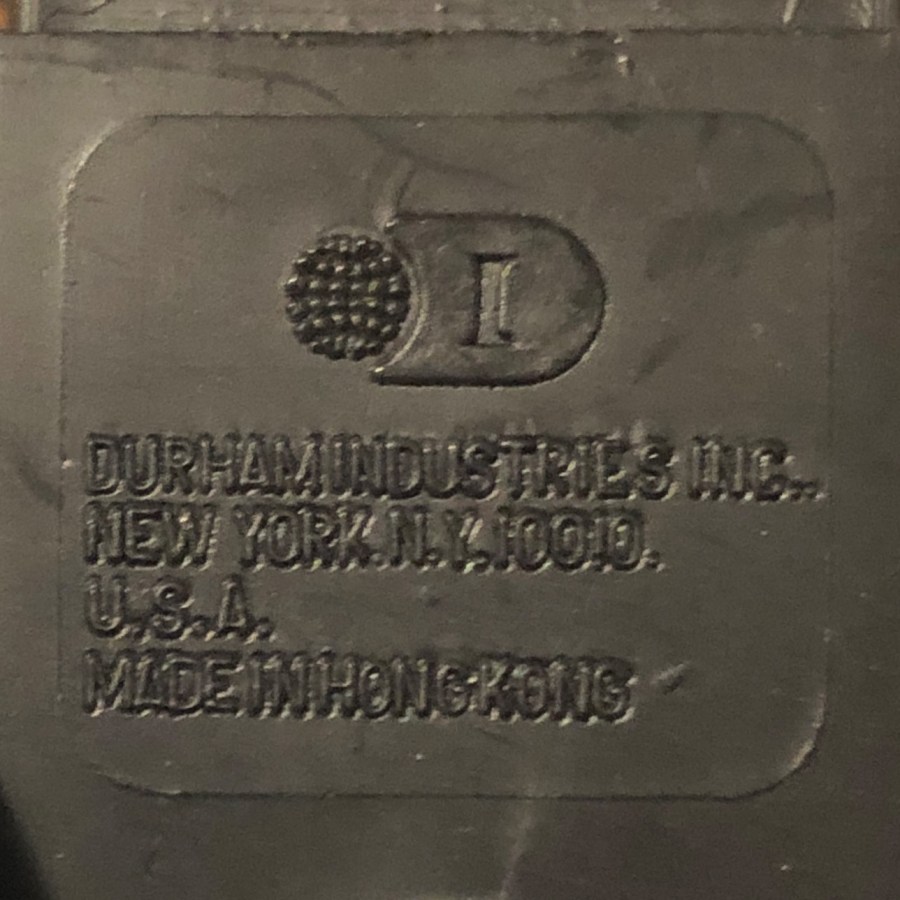 I
DURHAM INDUSTRIES INC..
NEW YORK.N.Y.10010.
U.S.A.
MADE IN HONG KONG